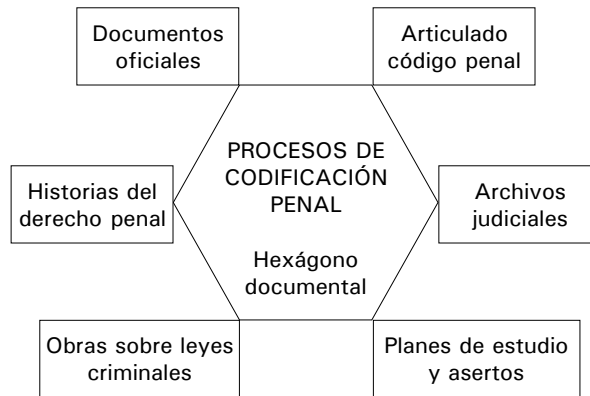 Documentos
oficiales
Articulado
código penal
PROCESOS DE
CODIFICACIÓN
PENAL
Hexágono
documental
Historias del
derecho penal
Archivos
judiciales
Obras sobre leyes
criminales
Planes de estudio
y asertos